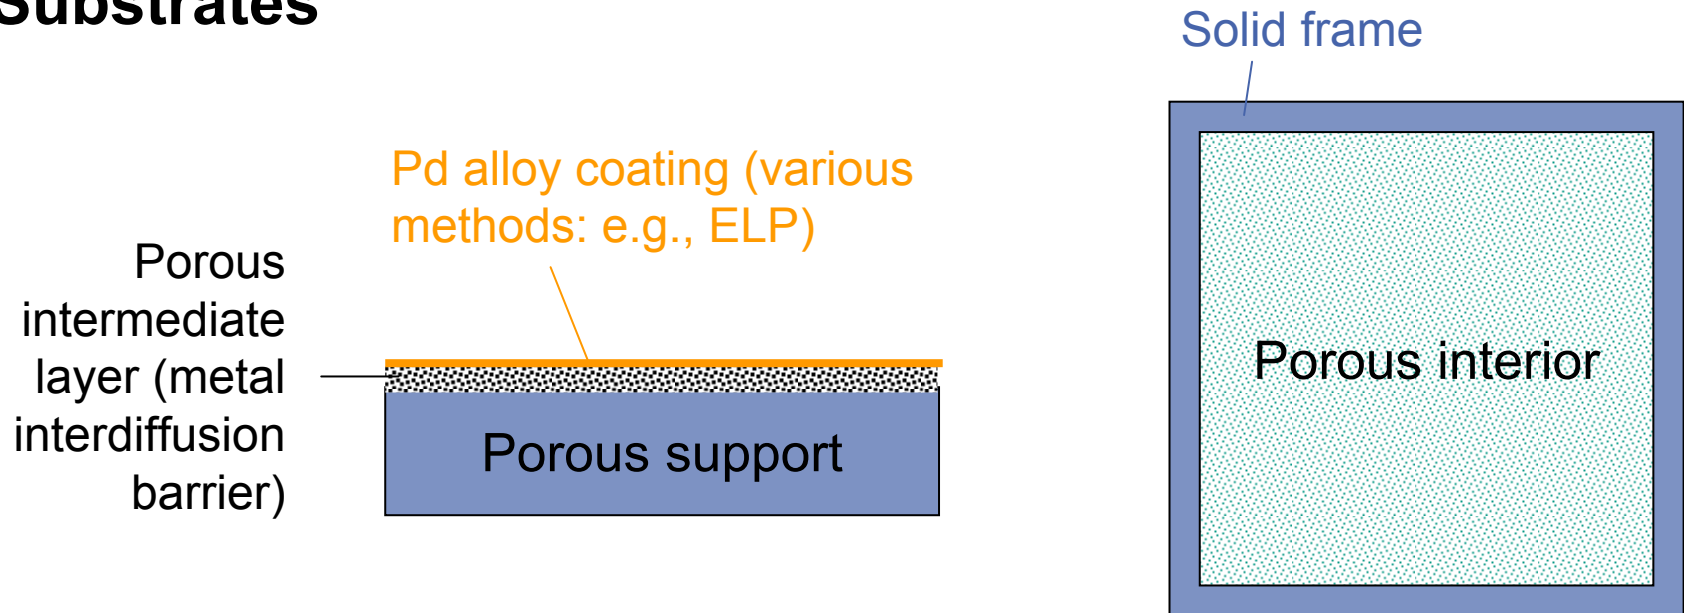 Substrates
Solid frame
Pd alloy coating (various
methods: e.g., ELP)
Porous
intermediate
layer (metal
interdiffusion
barrier)
Porous support
Porous interior